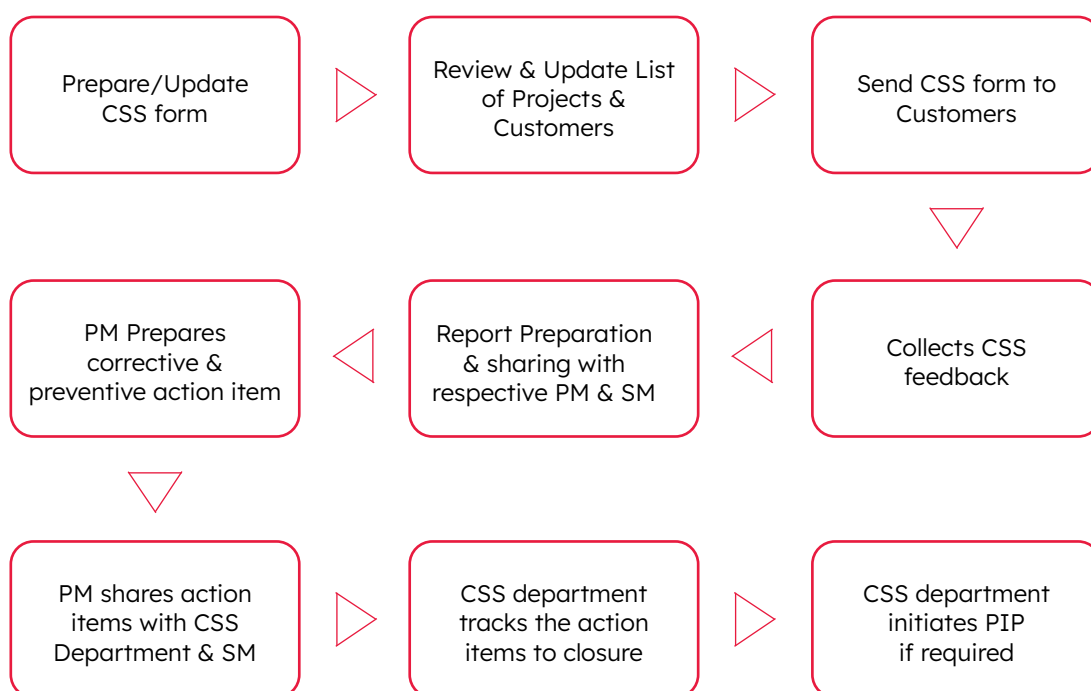 Prepare/Update
CSS form
Review & Update List
of Projects &
Customers
Send CSS form to
Customers
Collects CSS
feedback
Report Preparation
& sharing with
respective PM & SM
PM Prepares
corrective &
preventive action item
PM shares action
items with CSS
Department & SM
CSS department
tracks the action
items to closure
CSS department
initiates PIP
if required